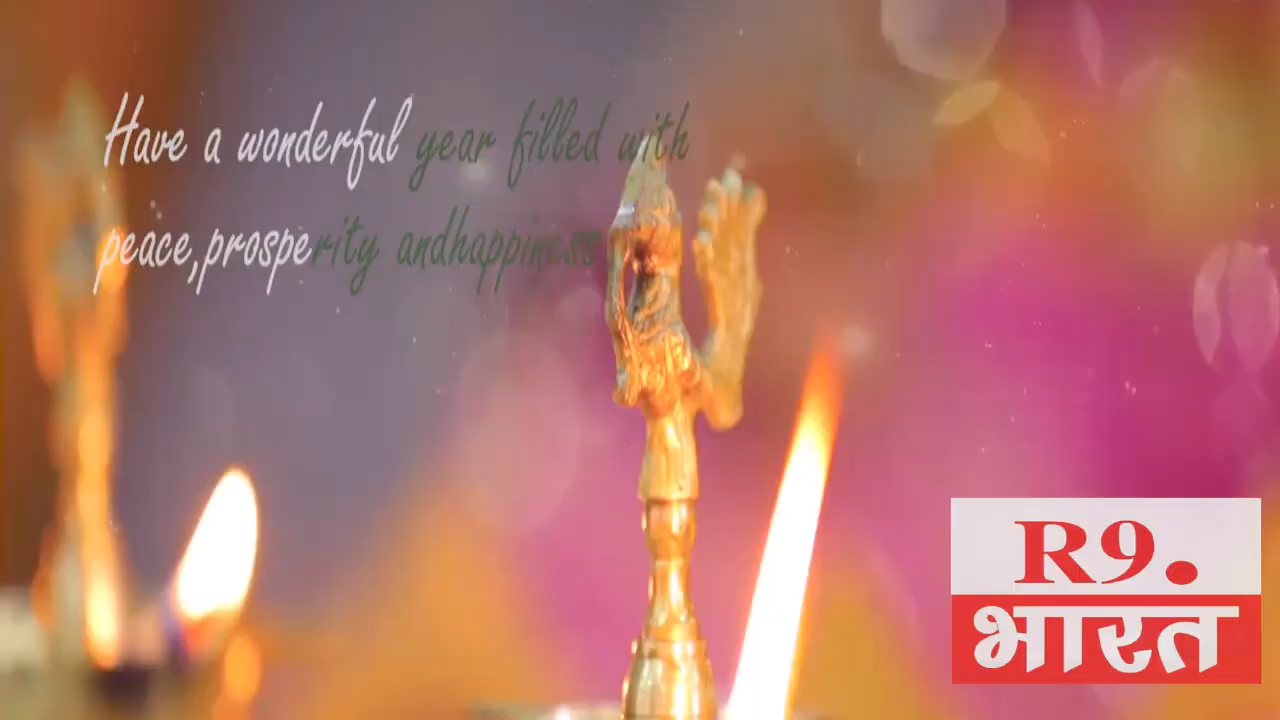 Have a wonderful year filled with
peace,prosperity andhappiness
R9.
भारत